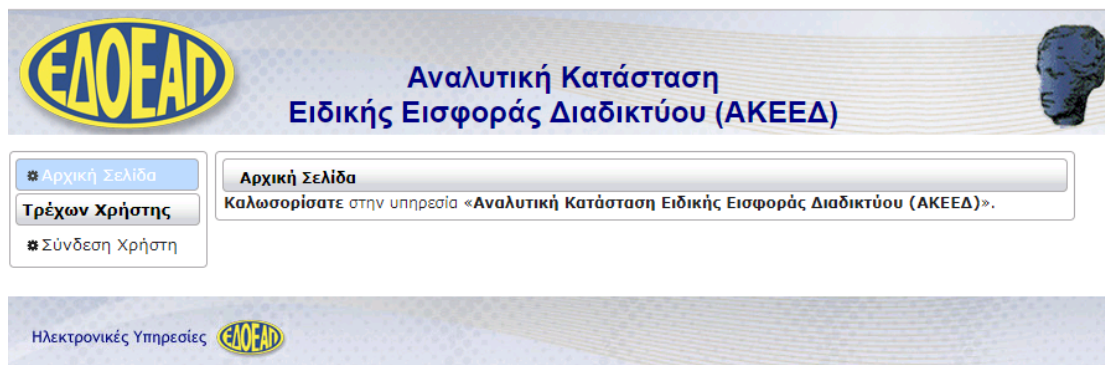 ΕΔΟΕΑΠ
Αναλυτική Κατάσταση
Ειδικής Εισφοράς Διαδικτύου (ΑΚΕΕΔ)
Αρχική Σελίδα
Τρέχων Χρήστης
Σύνδεση Χρήστη
Αρχική Σελίδα
Καλωσορίσατε στην υπηρεσία «Αναλυτική Κατάσταση Ειδικής Εισφοράς Διαδικτύου (ΑΚΕΕΔ)».
Ηλεκτρονικές Υπηρεσίες ΕΔΟΕΑΠ